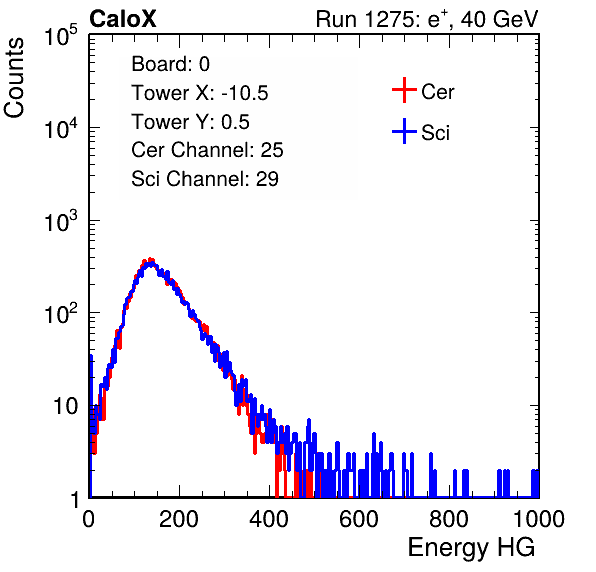 CaloX Run 1275: e⁺, 40 GeV
Counts
Board: 0
Tower X: -10.5
Tower Y: 0.5
Cer Channel: 25
Sci Channel: 29
Cer
Sci
10⁵
10⁴
10³
10²
10
1
0 200 400 600 800 1000
Energy HG